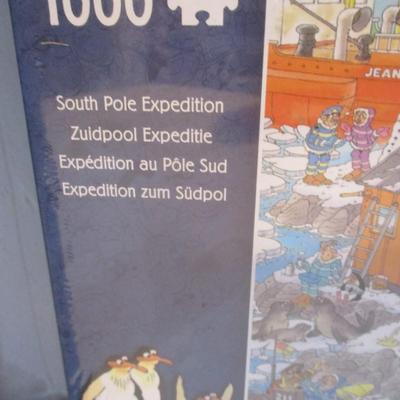 1000
South Pole Expedition
Zuidpool Expeditie
Expédition au Pôle Sud
Expedition zum Südpol
JEAN